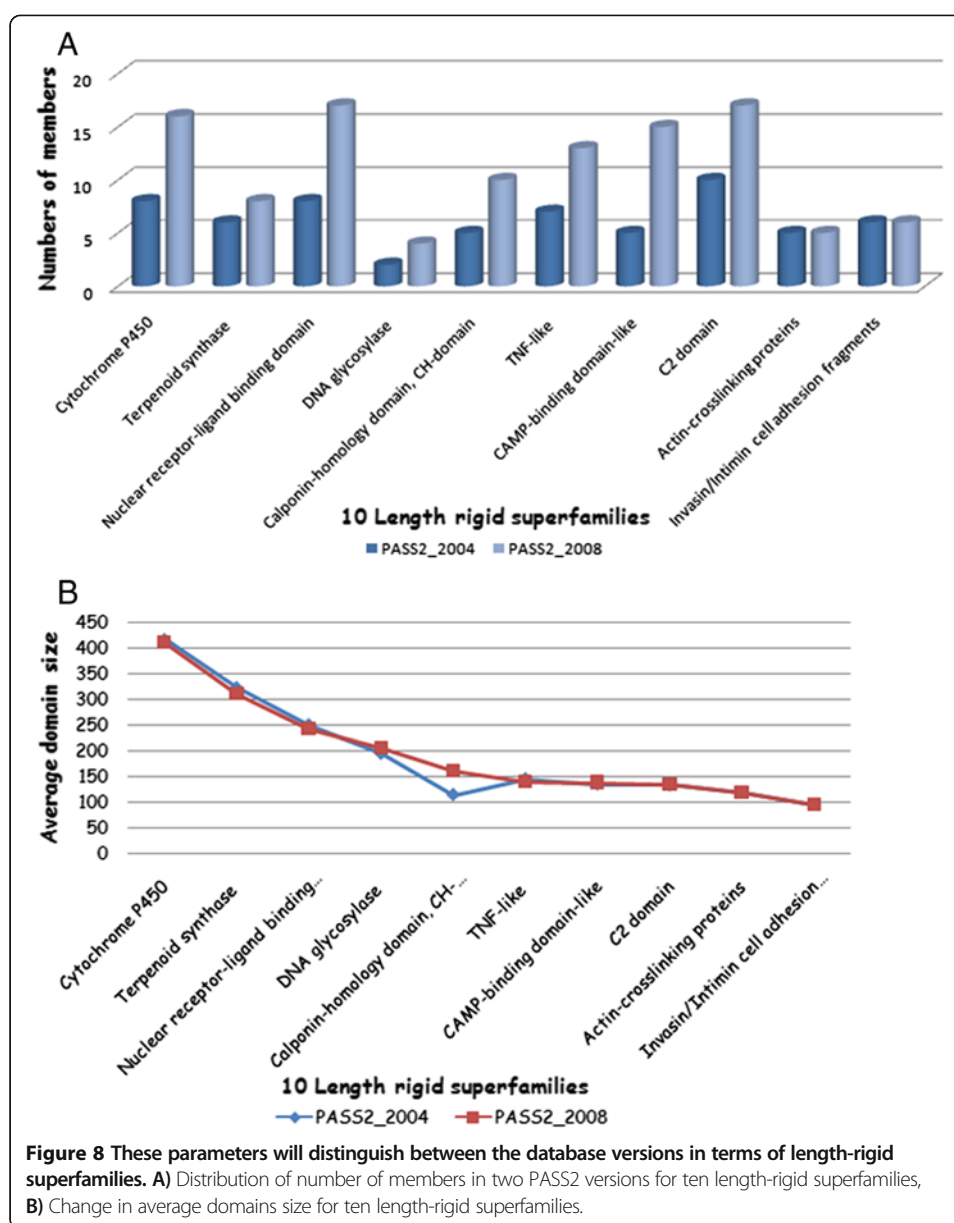 A
Numbers of members
20
15
10
5
0
Cytochrome P450
Terpenoid synthase
Nuclear receptor-ligand binding domain
DNA glycosylase
Calponin-homology domain, CH-domain
TNF-like
CAMP-binding domain-like
C2 domain
Actin-crosslinking proteins
Invasin/Intimin cell adhesion fragments
10 Length rigid superfamilies
PASS2_2004 PASS2_2008
B
Average domain size
450
400
350
300
250
200
150
100
50
0
Cytochrome P450
Terpenoid synthase
Nuclear receptor-ligand binding...
DNA glycosylase
Calponin-homology domain, CH-...
TNF-like
CAMP-binding domain-like
C2 domain
Actin-crosslinking proteins
Invasin/Intimin cell adhesion...
10 Length rigid superfamilies
PASS2_2004 PASS2_2008
Figure 8 These parameters will distinguish between the database versions in terms of length-rigid
superfamilies. A) Distribution of number of members in two PASS2 versions for ten length-rigid superfamilies,
B) Change in average domains size for ten length-rigid superfamilies.